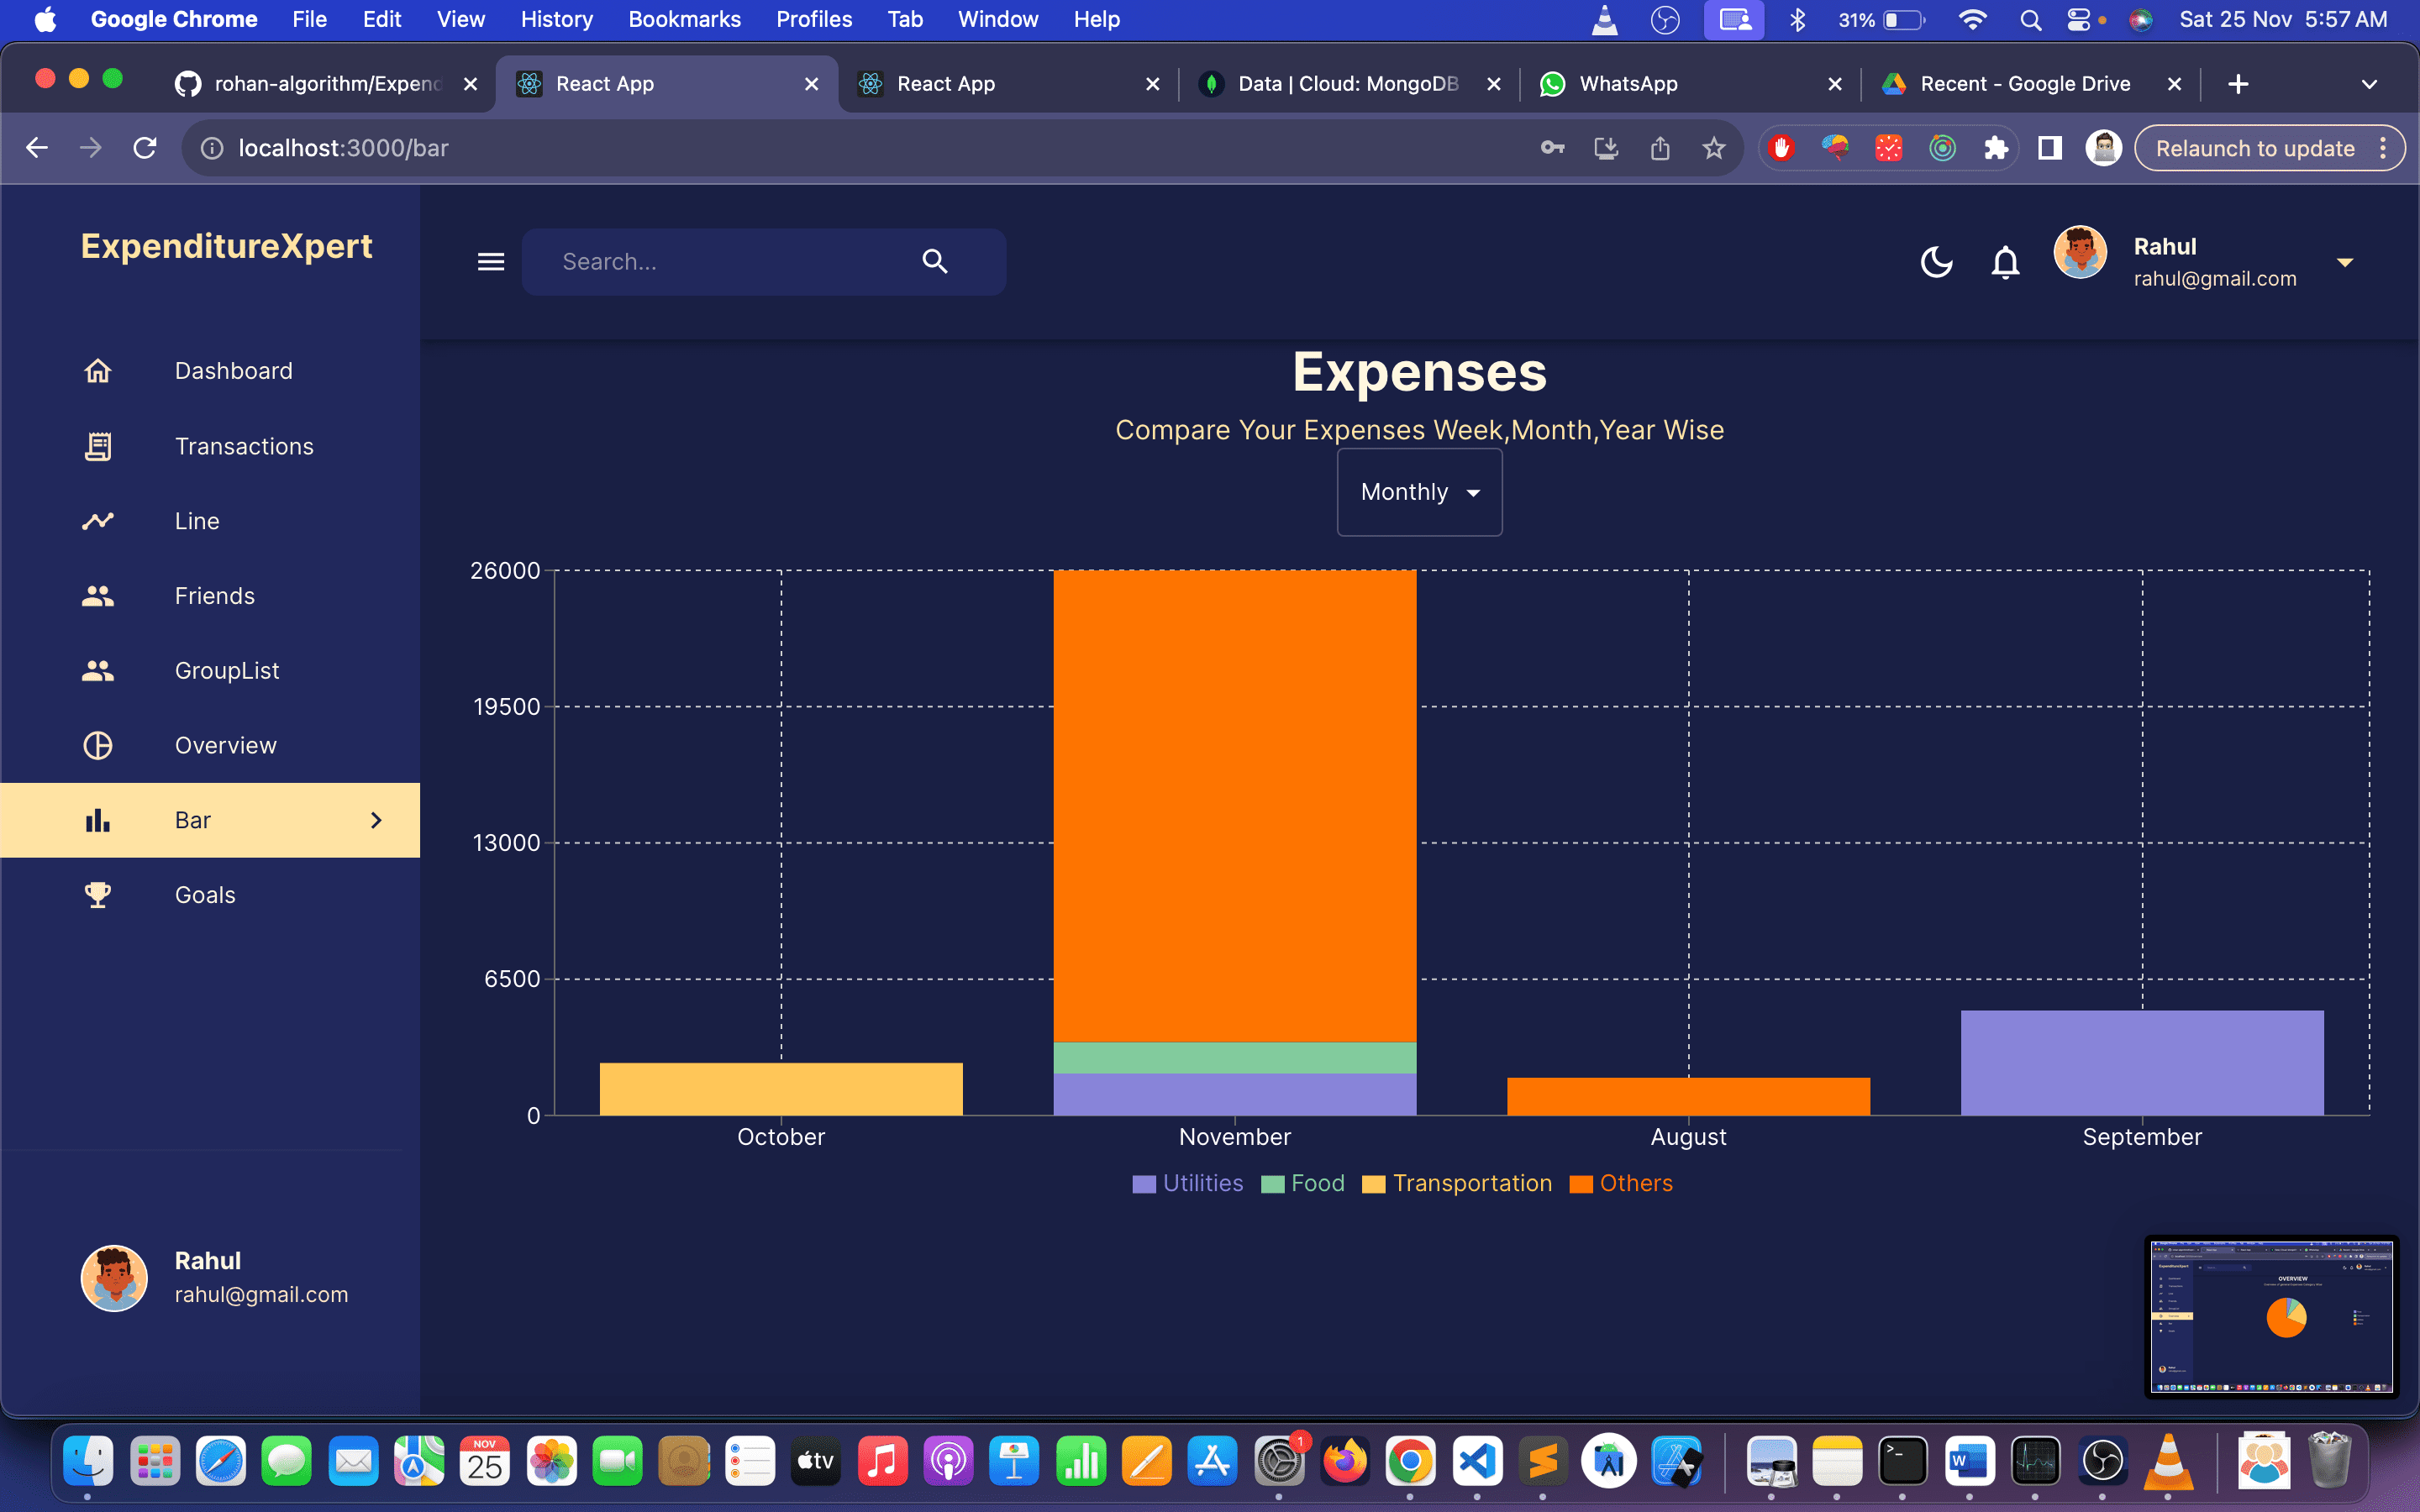 Google Chrome File Edit View History Bookmarks Profiles Tab Window Help 31% Sat 25 Nov 5:57 AM
rohan-algorithm/Expend React App React App Data | Cloud: MongoDB WhatsApp Recent - Google Drive
localhost:3000/bar Relaunch to update
ExpenditureXpert
Search...
Rahul
rahul@gmail.com
Dashboard
Transactions
Line
Friends
GroupList
Overview
Bar
Goals
Rahul
rahul@gmail.com
Expenses
Compare Your Expenses Week,Month,Year Wise
Monthly
26000
19500
13000
6500
0
October November August September
Utilities Food Transportation Others
OVERVIEW
NOV
25
tv
1
W